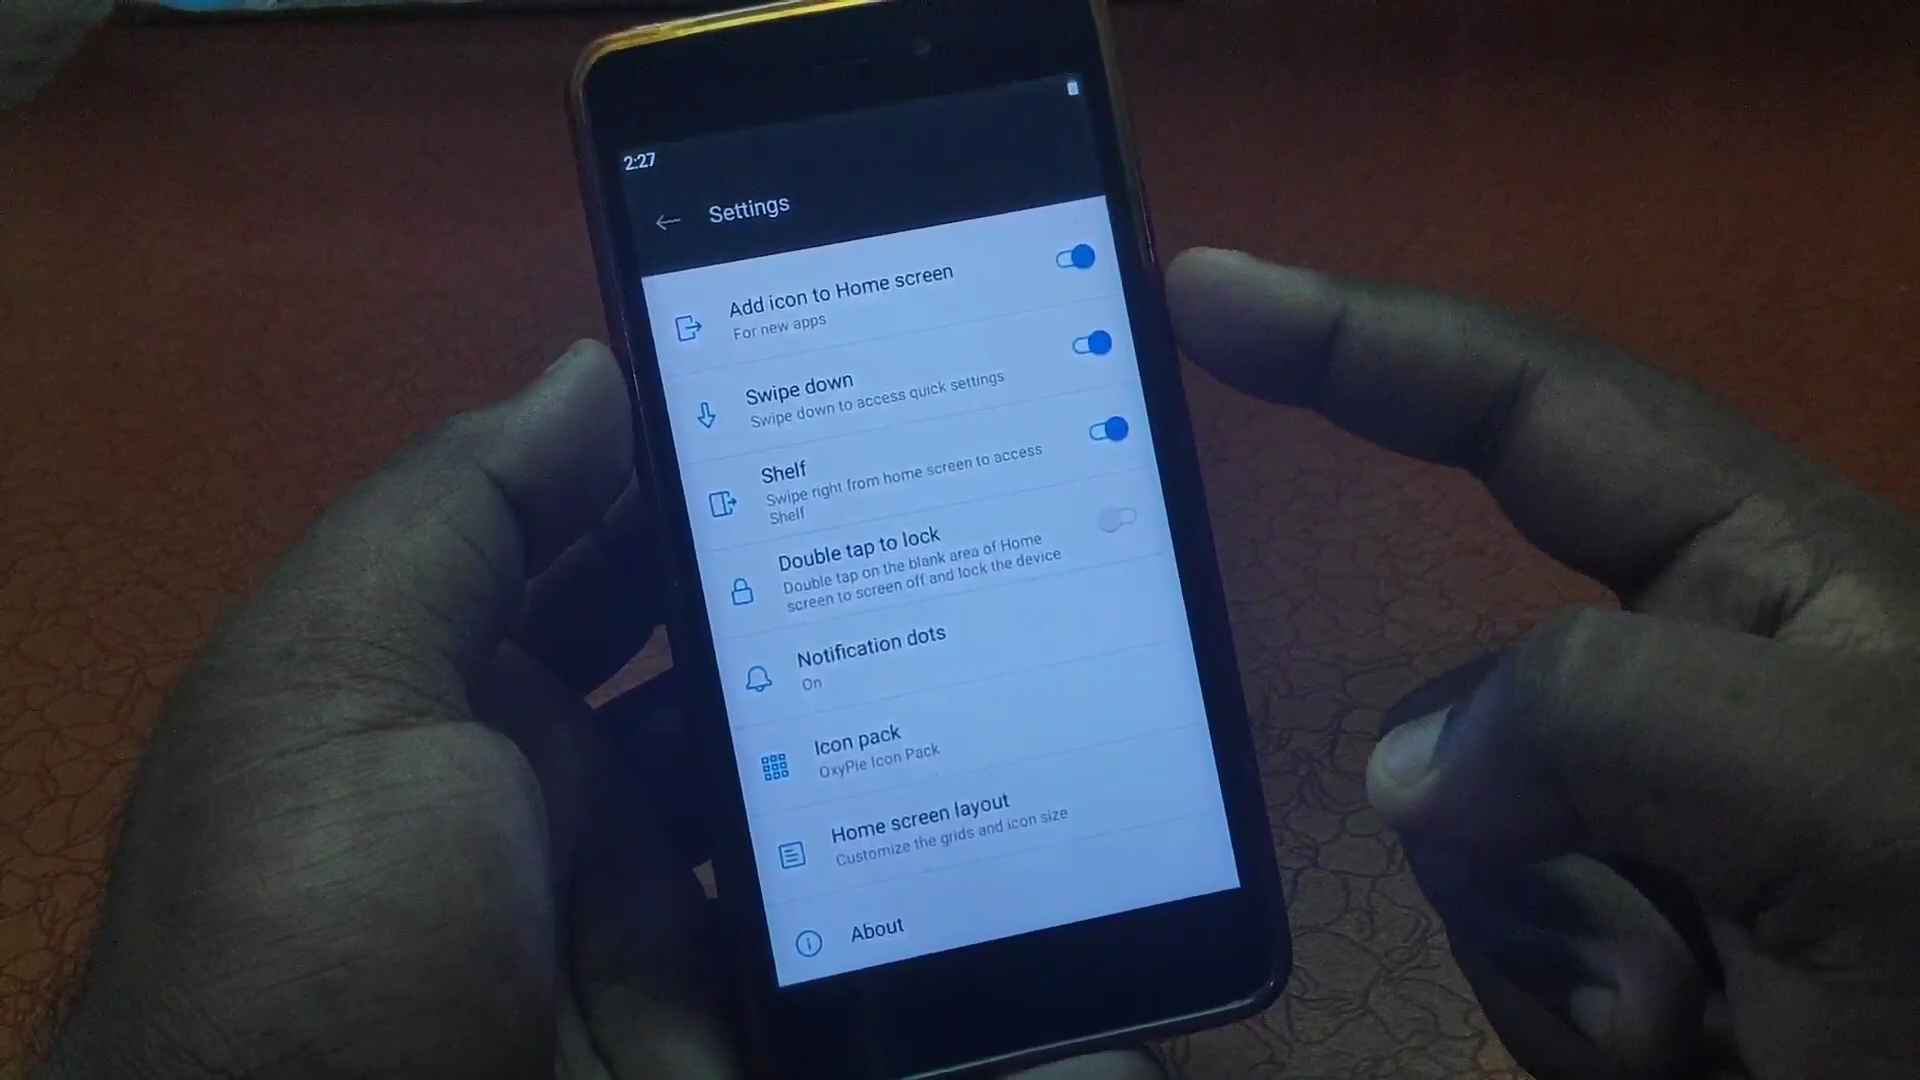 2:27
Settings
Add icon to Home screen
For new apps
Swipe down
Swipe down to access quick settings
Shelf
Swipe right from home screen to access
Shelf
Double tap to lock
Double tap on the blank area of Home
screen to screen off and lock the device
Notification dots
On
Icon pack
OxyPie Icon Pack
Home screen layout
Customize the grids and icon size
About